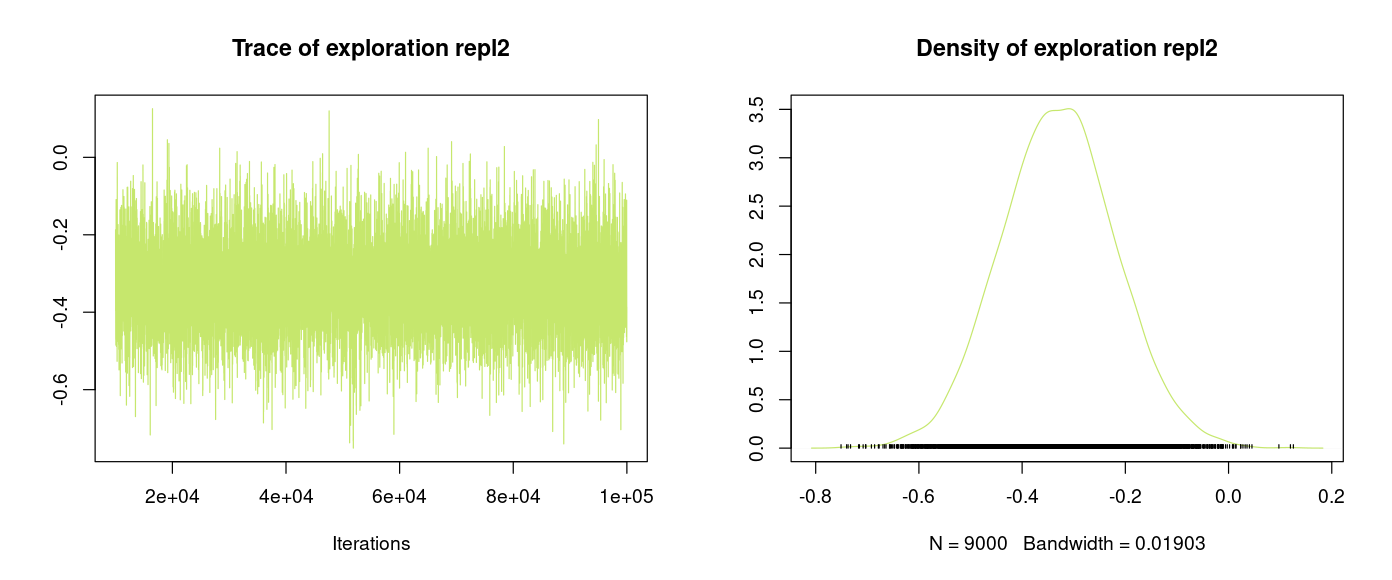 Trace of exploration repl2
0.0
-0.2
-0.4
-0.6
2e+04 4e+04 6e+04 8e+04 1e+05
Iterations
Density of exploration repl2
3.5
3.0
2.5
2.0
1.5
1.0
0.5
0.0
-0.8 -0.6 -0.4 -0.2 0.0 0.2
N = 9000 Bandwidth = 0.01903